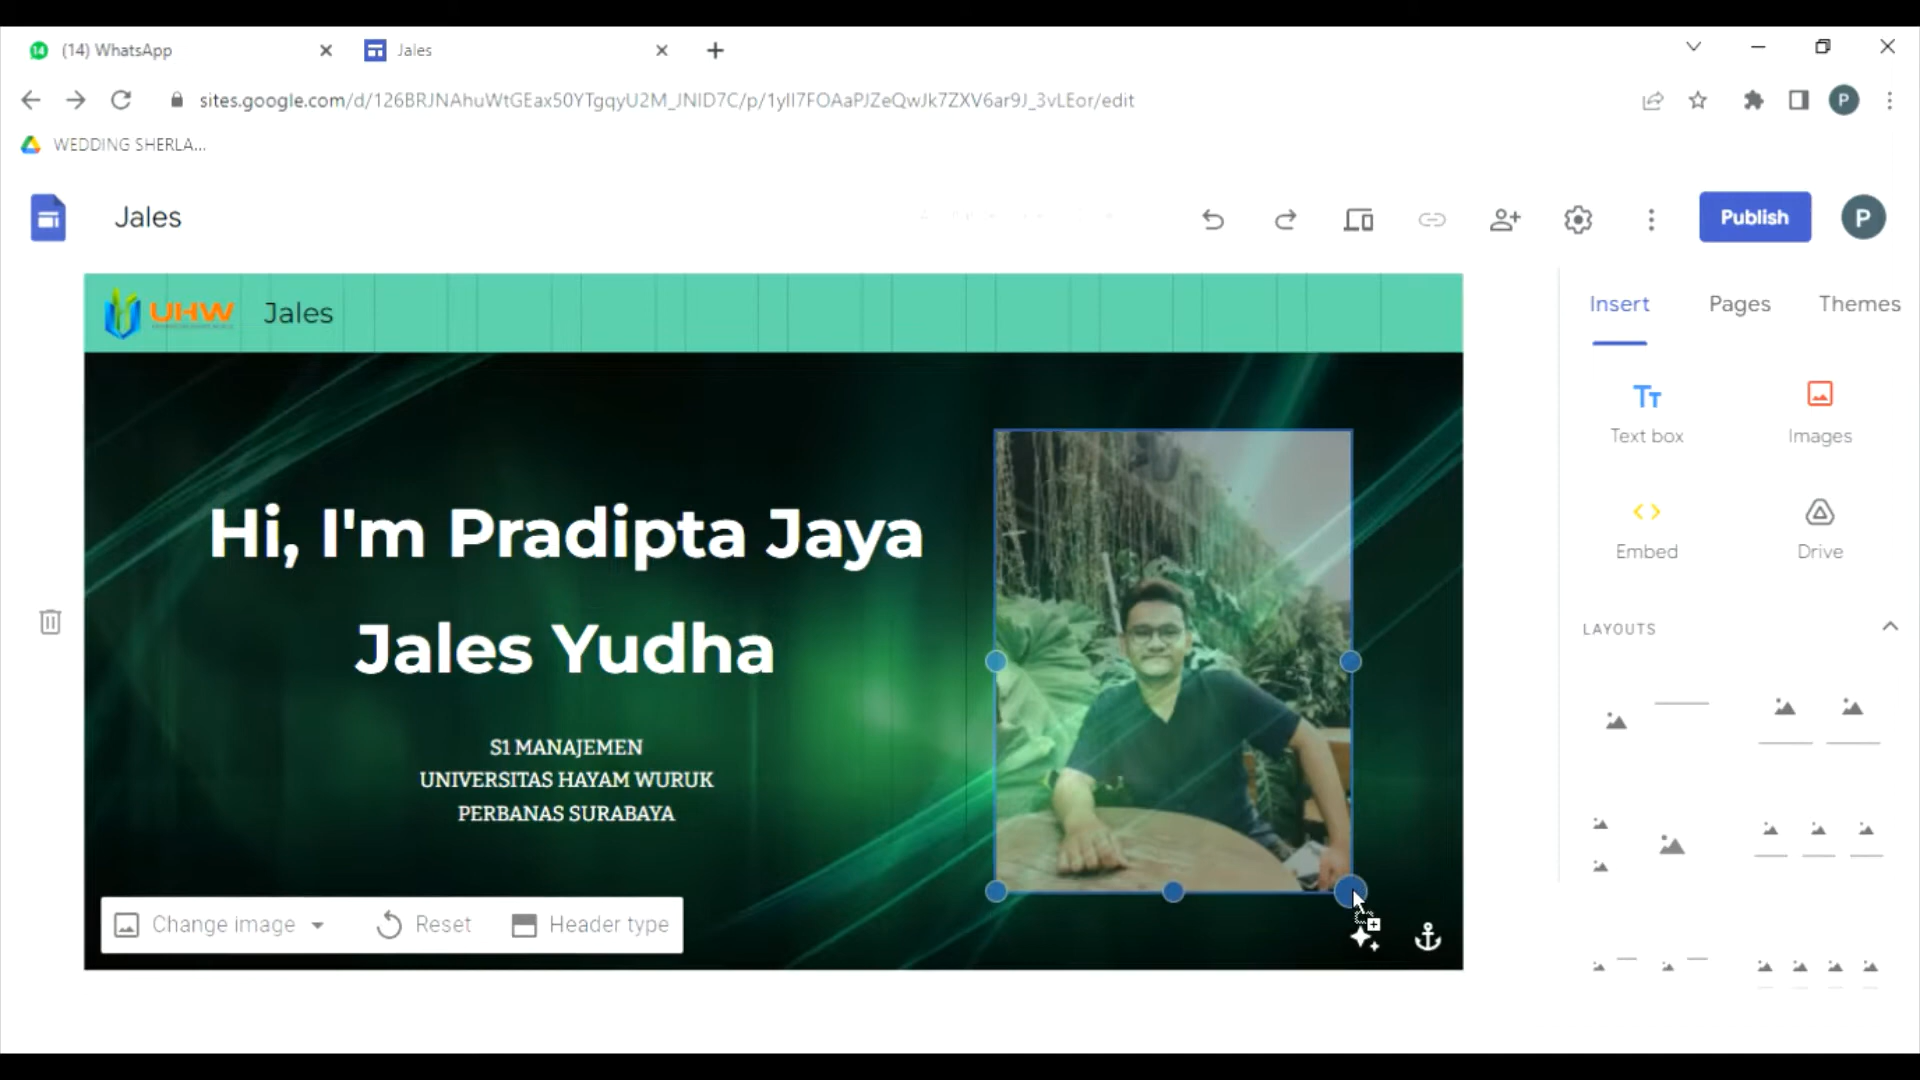 14 (14) WhatsApp
Jales
sites.google.com/d/126BRJNAhuWtGEax50YTgqyU2M_JNID7C/p/1yII7FOAaPJZeQwJk7ZXV6ar9J_3vLEor/edit
P
WEDDING SHERLA...
Jales
Publish
P
UHW
Jales
Insert
Pages
Themes
Text box
Images
Embed
Drive
LAYOUTS
Hi, I'm Pradipta Jaya
Jales Yudha
S1 MANAJEMEN
UNIVERSITAS HAYAM WURUK
PERBANAS SURABAYA
Change image
Reset
Header type